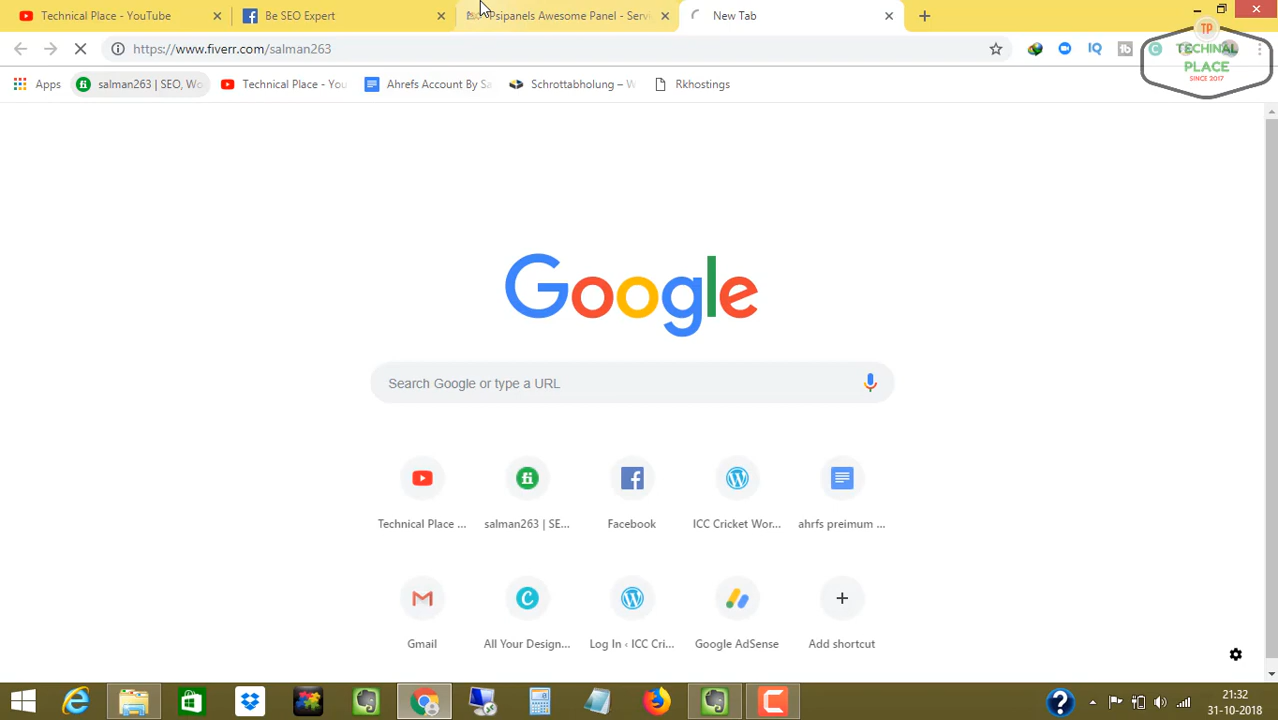 Technical Place - YouTube
Be SEO Expert
Psipanels Awesome Panel - Servi
New Tab
https://www.fiverr.com/salman263
TP
TECHINAL
PLACE
SINCE 2017
Apps
salman263 | SEO, Wo
Technical Place - You
Ahrefs Account By Sa
Schrottabholung – W
Rkhostings
Google
Search Google or type a URL
Technical Place ...
salman263 | SE...
Facebook
ICC Cricket Wor...
ahrfs preimum ...
Gmail
All Your Design...
Log In ‹ ICC Cri...
Google AdSense
Add shortcut
21:32
31-10-2018